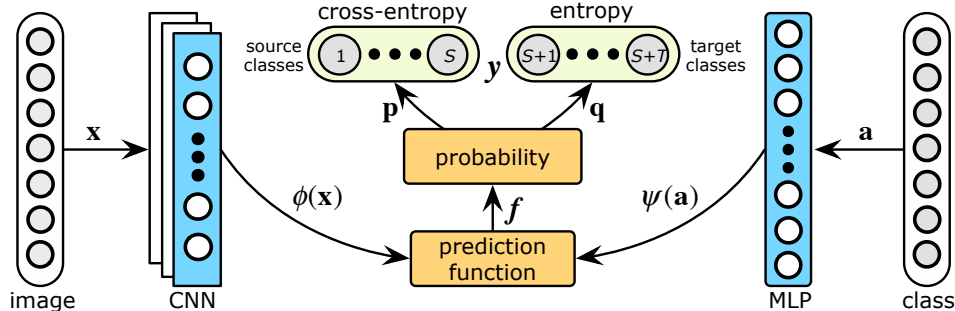 cross-entropy
entropy
source
classes
1
S
y
S+1
S+T
target
classes
x
p
q
a
probability
ϕ(x)
f
ψ(a)
prediction
function
image
CNN
MLP
class